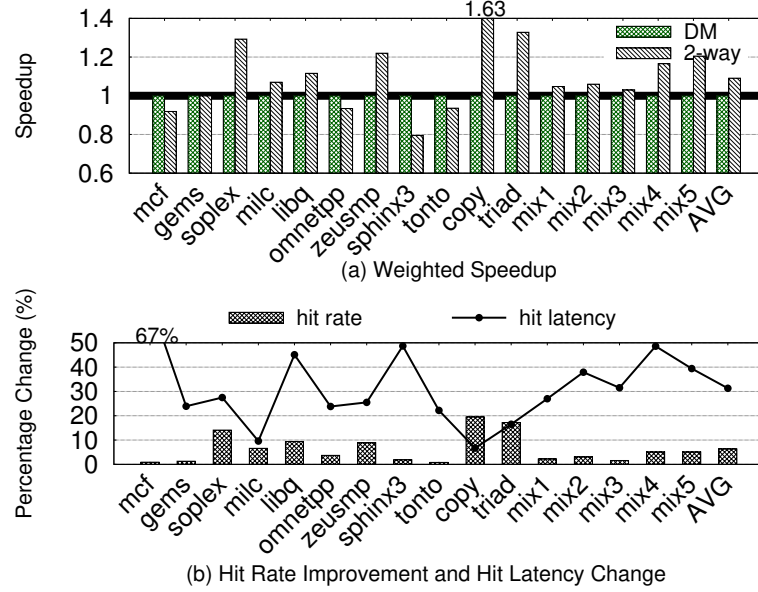 1.63
1.4
1.2
1
0.8
0.6
Speedup
DM
2-way
mcf
gems
soplex
milc
libq
omnetpp
zeusmp
sphinx3
tonto
copy
triad
mix1
mix2
mix3
mix4
mix5
AVG
(a) Weighted Speedup
hit rate
hit latency
Percentage Change (%)
67%
50
40
30
20
10
0
mcf
gems
soplex
milc
libq
omnetpp
zeusmp
sphinx3
tonto
copy
triad
mix1
mix2
mix3
mix4
mix5
AVG
(b) Hit Rate Improvement and Hit Latency Change